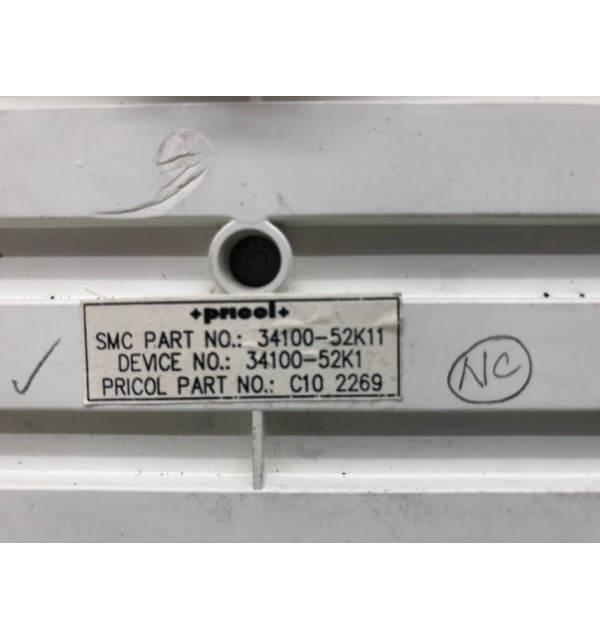 +pricol+
SMC PART NO.: 34100-52K11
DEVICE NO.: 34100-52K1
PRICOL PART NO.: C10 2269
NC